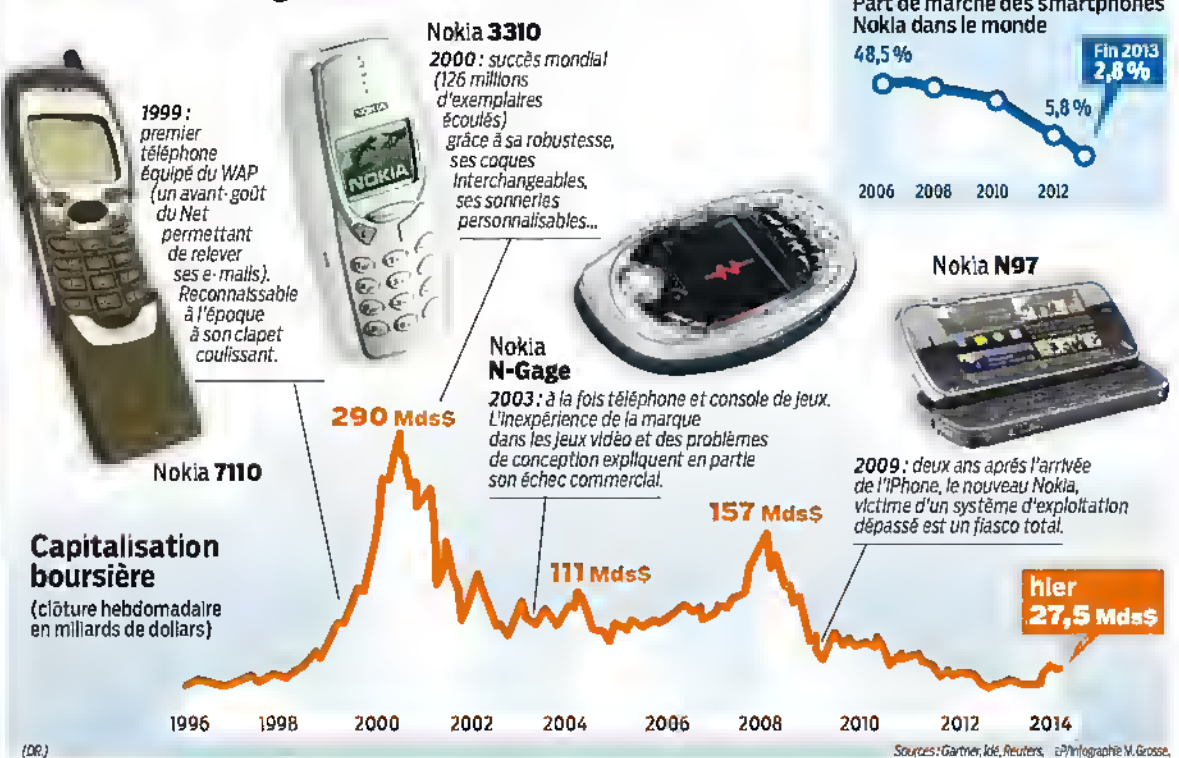 Part de marché des smartphones
Nokia dans le monde
48,5 %
Fin 2013
2,8 %
5,8 %
2006 2008 2010 2012
Nokia 3310
2000 : succès mondial
(126 millions
d'exemplaires
écoulés)
grâce à sa robustesse,
ses coques
interchangeables,
ses sonneries
personnalisables...
1999 :
premier
téléphone
équipé du WAP
(un avant-goût
du Net
permettant
de relever
ses e-mails).
Reconnaissable
à l'époque
à son clapet
coulissant.
Nokia 7110
NOKIA
NOKIA
Nokia
N-Gage
2003 : à la fois téléphone et console de jeux.
L'inexpérience de la marque
dans les jeux vidéo et des problèmes
de conception expliquent en partie
son échec commercial.
Nokia N97
2009 : deux ans après l'arrivée
de l'iPhone, le nouveau Nokia,
victime d'un système d'exploitation
dépassé est un fiasco total.
Capitalisation
boursière
(clôture hebdomadaire
en milliards de dollars)
290 Mds$
111 Mds$
157 Mds$
hier
27,5 Mds$
1996 1998 2000 2002 2004 2006 2008 2010 2012 2014
(DR.)
Sources : Gartner, Idé, Reuters, LP/Infographie M. Grosse,